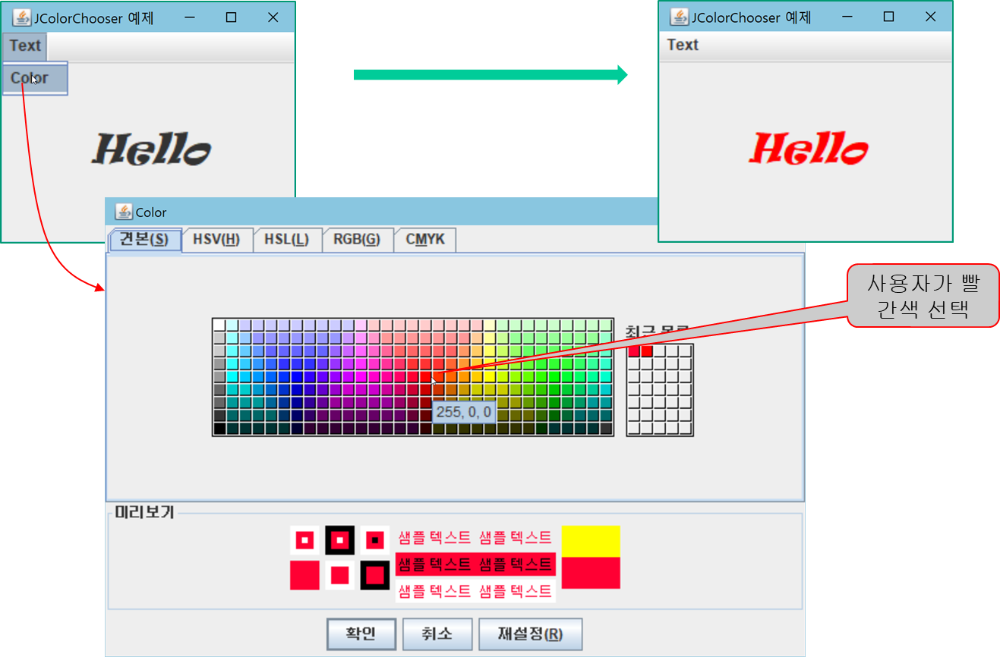 JColorChooser 예제
Text
Color
Hello
JColorChooser 예제
Text
Hello
Color
견본(S)
HSV(H)
HSL(L)
RGB(G)
CMYK
사용자가 빨
간색 선택
최근 목록
255, 0, 0
미리 보기
샘플 텍스트 샘플 텍스트
샘플 텍스트 샘플 텍스트
샘플 텍스트 샘플 텍스트
확인
취소
재설정(R)